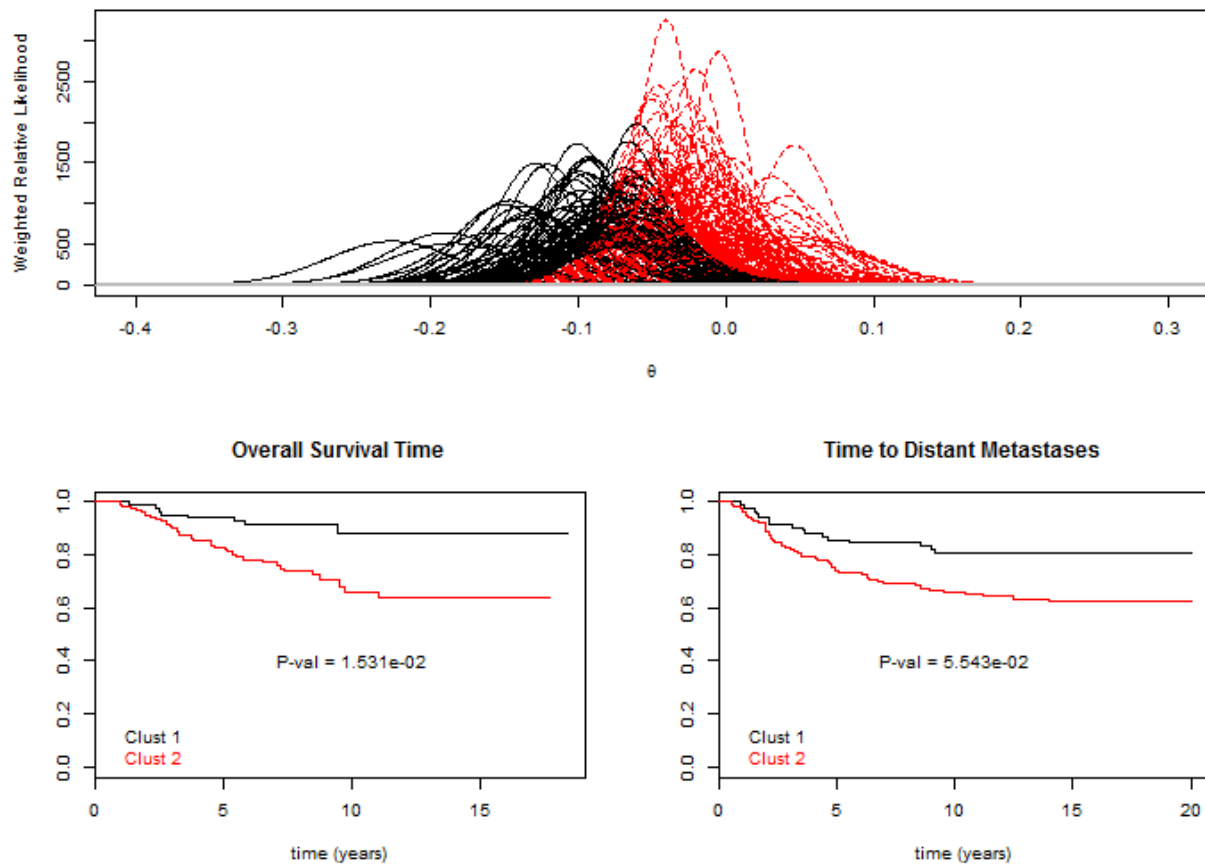 Weighted Relative Likelihood
2500
1500
500
0
-0.4 -0.3 -0.2 -0.1 0.0 0.1 0.2 0.3
θ
Overall Survival Time
1.0
0.8
0.6
0.4
0.2
0.0
P-val = 1.531e-02
Clust 1
Clust 2
0 5 10 15
time (years)
Time to Distant Metastases
1.0
0.8
0.6
0.4
0.2
0.0
P-val = 5.543e-02
Clust 1
Clust 2
0 5 10 15 20
time (years)